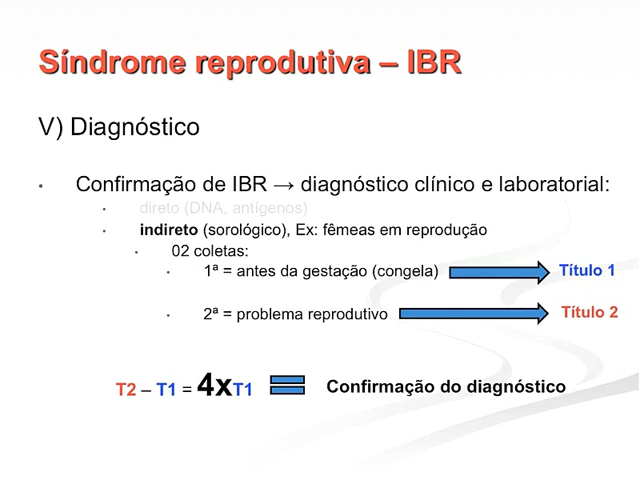 Síndrome reprodutiva – IBR
V) Diagnóstico
• Confirmação de IBR → diagnóstico clínico e laboratorial:
• direto (DNA, antígenos)
• indireto (sorológico), Ex: fêmeas em reprodução
• 02 coletas:
• 1ª = antes da gestação (congela) Título 1
• 2ª = problema reprodutivo Título 2
T2 – T1 = 4xT1 = Confirmação do diagnóstico